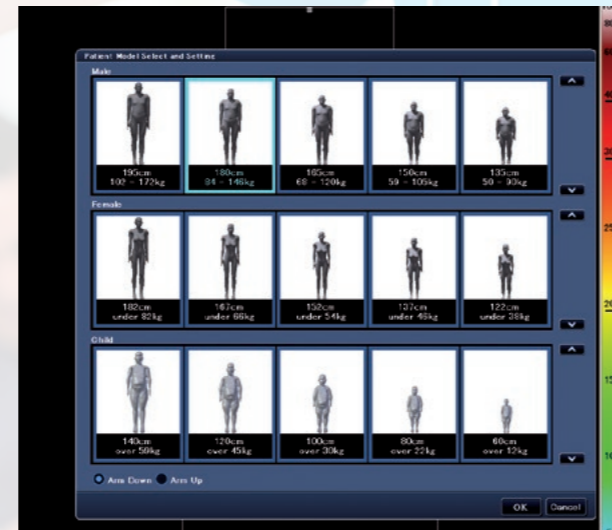 Patient Model Select and Setting
Male
195cm 180cm 165cm 150cm 135cm
102 - 172kg 84 - 146kg 68 - 120kg 59 - 105kg 50 - 90kg
Female
182cm 167cm 152cm 137cm 122cm
under 82kg under 66kg under 54kg under 46kg under 38kg
Child
140cm 120cm 100cm 80cm 60cm
over 45kg over 30kg over 22kg over 12kg
Arm Down Arm Up
OK Cancel